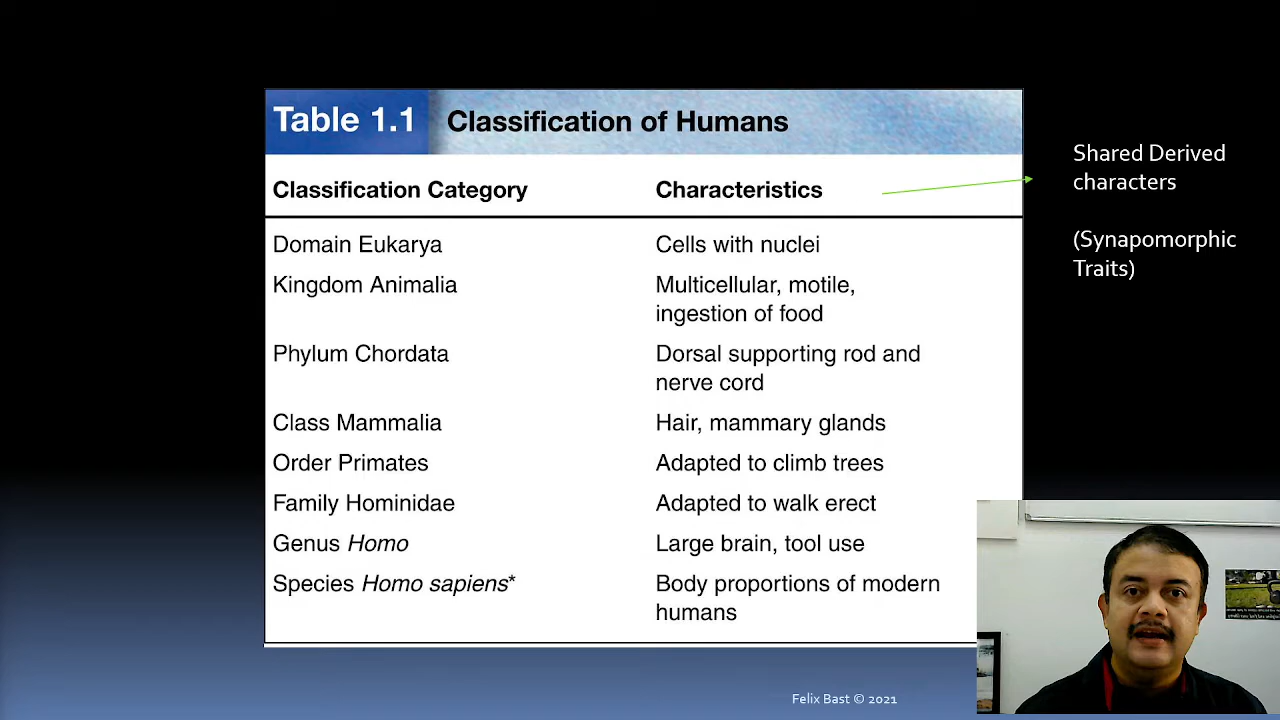 Table 1.1 Classification of Humans
Classification Category Characteristics
Domain Eukarya Cells with nuclei
Kingdom Animalia Multicellular, motile,
ingestion of food
Phylum Chordata Dorsal supporting rod and
nerve cord
Class Mammalia Hair, mammary glands
Order Primates Adapted to climb trees
Family Hominidae Adapted to walk erect
Genus Homo Large brain, tool use
Species Homo sapiens* Body proportions of modern
humans
Shared Derived
characters
(Synapomorphic
Traits)
Felix Bast © 2021